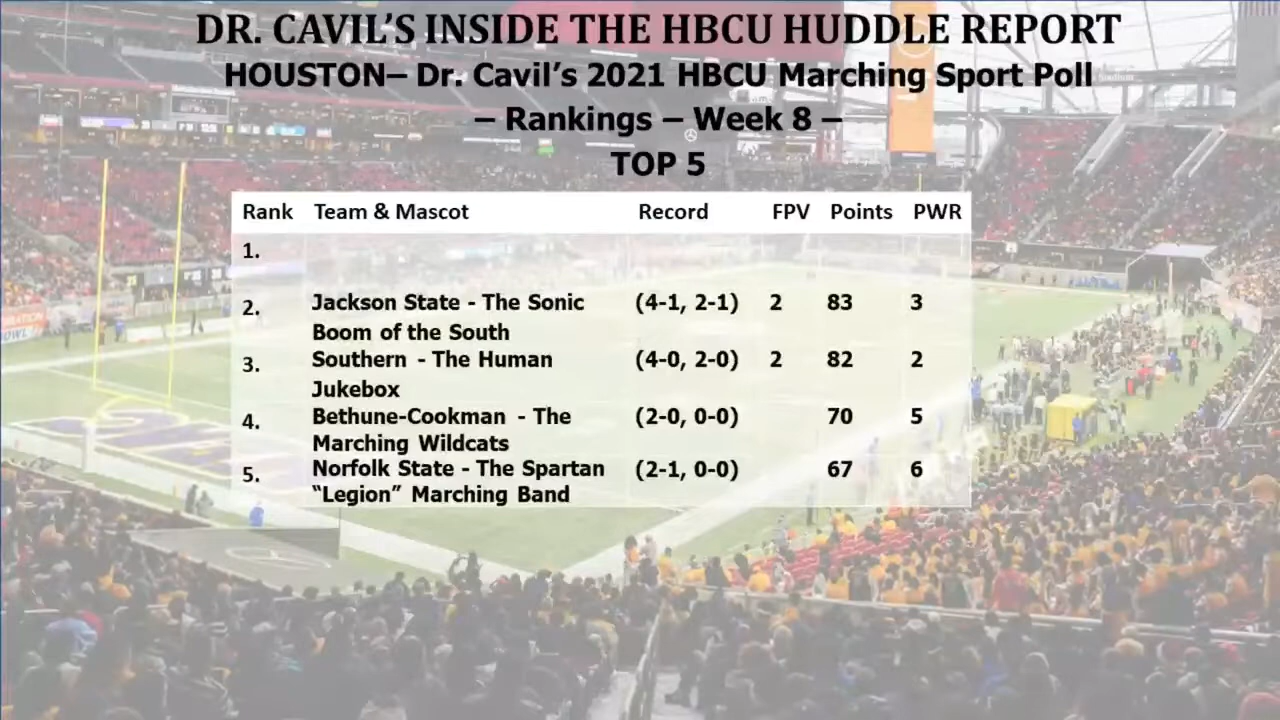 DR. CAVIL'S INSIDE THE HBCU HUDDLE REPORT
HOUSTON– Dr. Cavil's 2021 HBCU Marching Sport Poll
– Rankings – Week 8 –
TOP 5
Rank Team & Mascot Record FPV Points PWR
1.
2. Jackson State - The Sonic (4-1, 2-1) 2 83 3
Boom of the South
3. Southern - The Human (4-0, 2-0) 2 82 2
Jukebox
4. Bethune-Cookman - The (2-0, 0-0) 70 5
Marching Wildcats
5. Norfolk State - The Spartan (2-1, 0-0) 67 6
“Legion” Marching Band